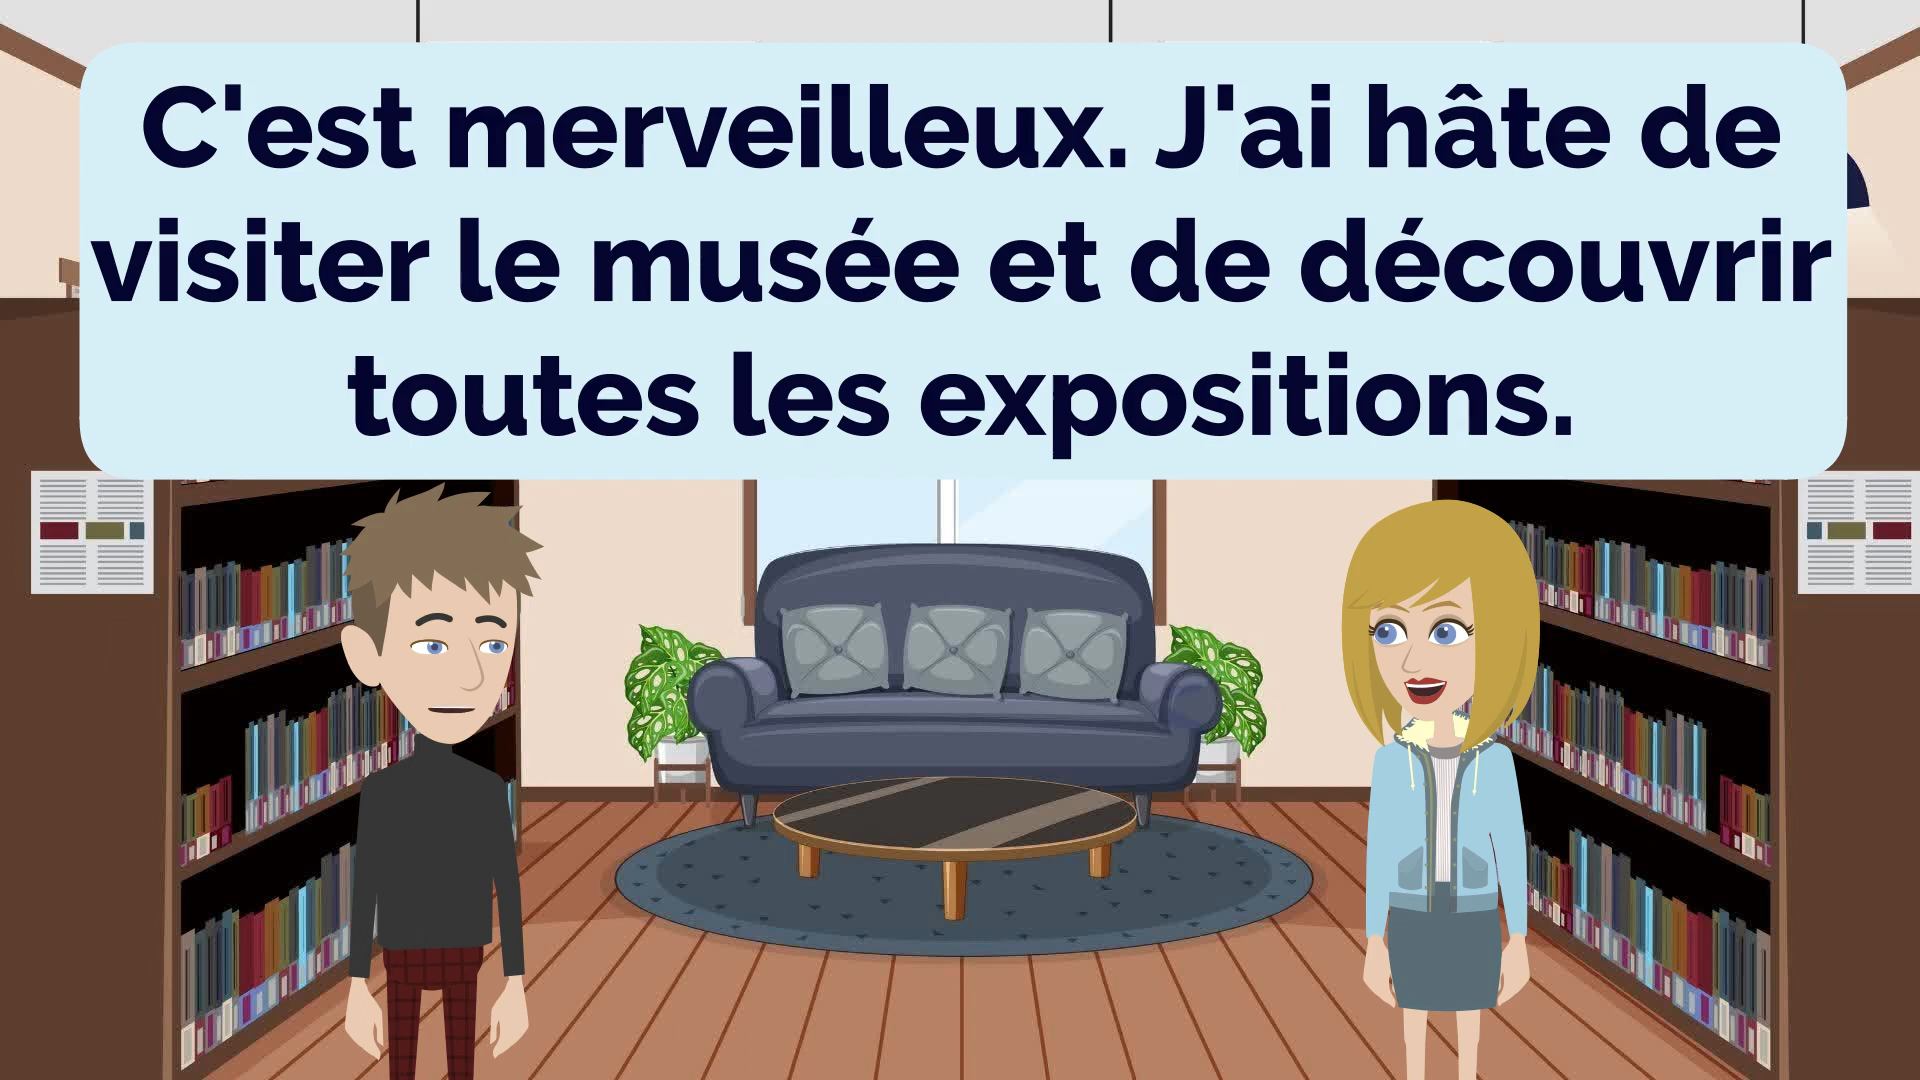 C'est merveilleux. J'ai hâte de
visiter le musée et de découvrir
toutes les expositions.